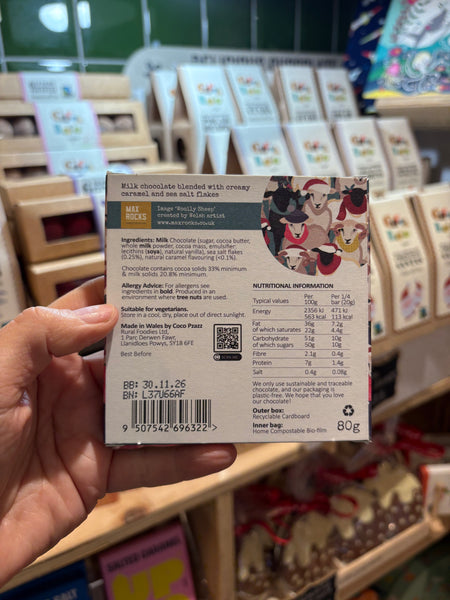 Milk chocolate blended with creamy
caramel and sea salt flakes
MAX
ROCKS
Image 'Woolly Sheep'
created by Welsh artist
www.maxrocks.co.uk
Ingredients: Milk Chocolate (sugar, cocoa butter,
whole milk powder, cocoa mass, emulsifier:
lecithins (soya), natural vanilla), sea salt flakes
(0.25%), natural caramel flavouring (<0.1%).
Chocolate contains cocoa solids 33% minimum
milk solids 20.8% minimum.
Allergy Advice: For allergens see
ingredients in bold. Produced in an
environment where tree nuts are used.
Suitable for vegetarians.
Store in a cool, dry place out of direct sunlight.
Made in Wales by Coco Pzazz
Rural Foodies Ltd,
1 Parc Derwen Fawr,
Llanidloes Powys, SY18 6FE
Best Before
SCAN ME
BB: 30.11.26
BN: L37U66AF
9 507542 696322 >
NUTRITIONAL INFORMATION
Typical values Per 100g Per 1/4 bar (20g)
Energy 2356 kJ 471 kJ
563 kcal 113 kcal
Fat 36g 7.2g
of which saturates 22g 4.4g
Carbohydrate 51g 10g
of which sugars 50g 10g
Fibre 2.1g 0.4g
Protein 7g 1.4g
Salt 0.4g 0.08g
We only use sustainable and traceable
chocolate, and our packaging is
plastic-free. We hope that you love
our chocolate!
Outer box:
Recyclable Cardboard
Inner bag:
Home Compostable Bio-film
80g
SALTED CARAMEL